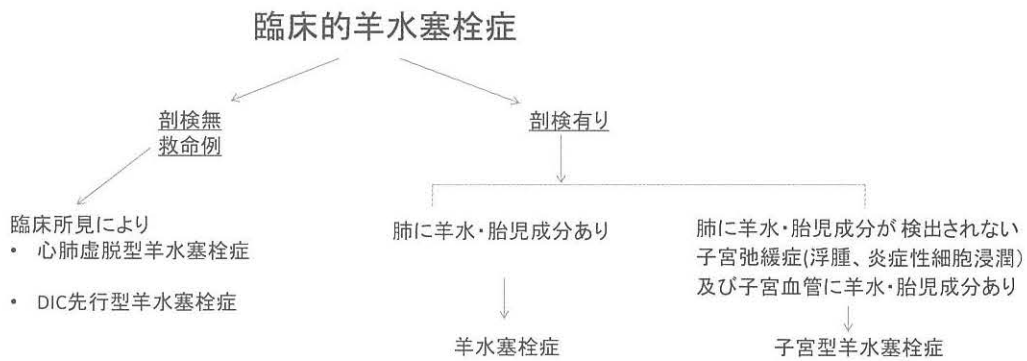 臨床的羊水塞栓症
剖検無
救命例
剖検有り
臨床所見により
• 心肺虚脱型羊水塞栓症
• DIC先行型羊水塞栓症
肺に羊水・胎児成分あり
羊水塞栓症
肺に羊水・胎児成分が 検出されない
子宮弛緩症(浮腫、炎症性細胞浸潤)
及び子宮血管に羊水・胎児成分あり
子宮型羊水塞栓症